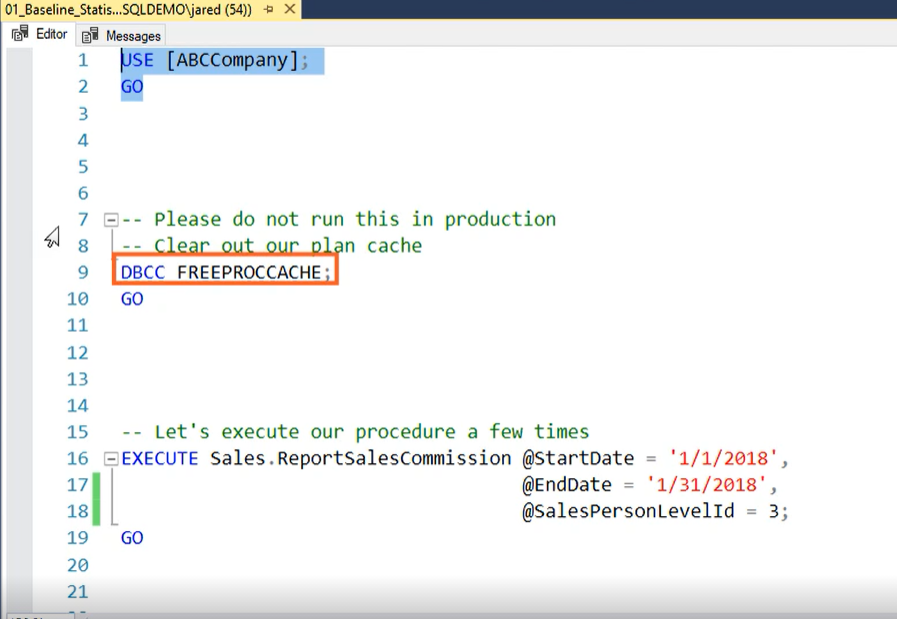 01_Baseline_Statis...SQLDEMO\jared (54))
Editor
Messages
1 USE [ABCCompany];
2 GO
3
4
5
6
7 -- Please do not run this in production
8 -- Clear out our plan cache
9 DBCC FREEPROCCACHE;
10 GO
11
12
13
14
15 -- Let's execute our procedure a few times
16 EXECUTE Sales.ReportSalesCommission @StartDate = '1/1/2018',
17 @EndDate = '1/31/2018',
18 @SalesPersonLevelId = 3;
19 GO
20
21